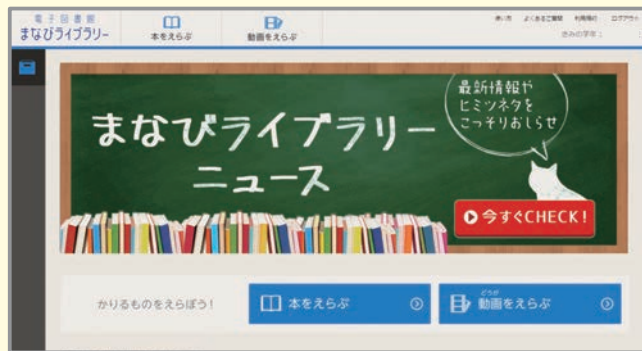 電子図書館
まなびライブラリー
本をえらぶ
動画をえらぶ
使い方 よくあるご質問 利用規約 ログアウト
きみの学年：
まなびライブラリー
ニュース
最新情報や
ヒミツネタを
こっそりおしらせ
今すぐCHECK!
かりるものをえらぼう!
本をえらぶ
どうが
動画をえらぶ